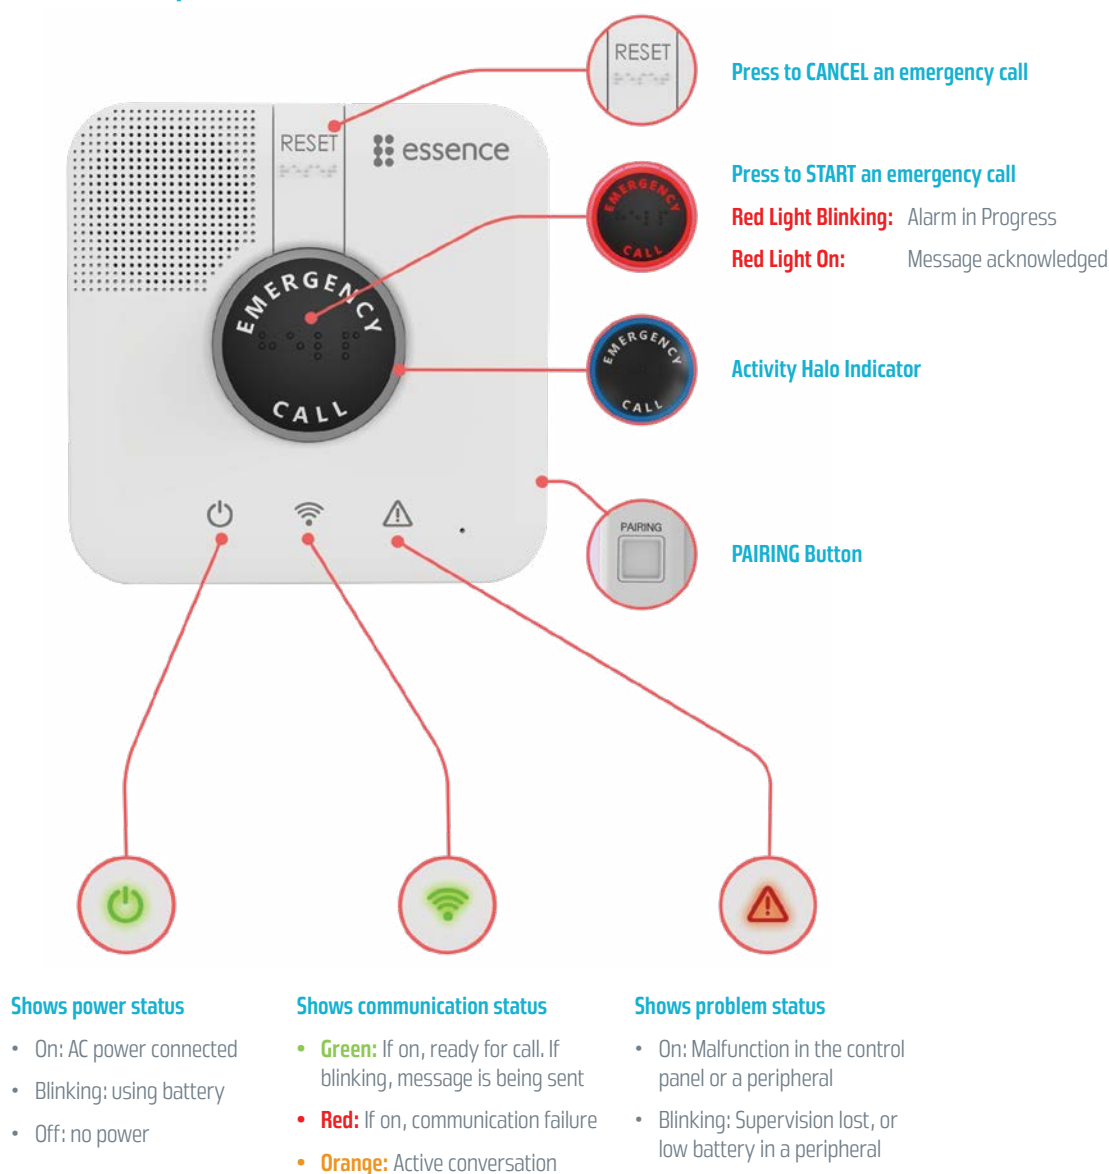 RESET
Press to CANCEL an emergency call
RESET
essence
Press to START an emergency call
EMERGENCY
CALL
Red Light Blinking: Alarm in Progress
Red Light On: Message acknowledged
EMERGENCY
CALL
EMERGENCY
CALL
Activity Halo Indicator
PAIRING
PAIRING Button
Shows power status
• On: AC power connected
• Blinking: using battery
• Off: no power
Shows communication status
• Green: If on, ready for call. If
blinking, message is being sent
• Red: If on, communication failure
• Orange: Active conversation
Shows problem status
• On: Malfunction in the control
panel or a peripheral
• Blinking: Supervision lost, or
low battery in a peripheral